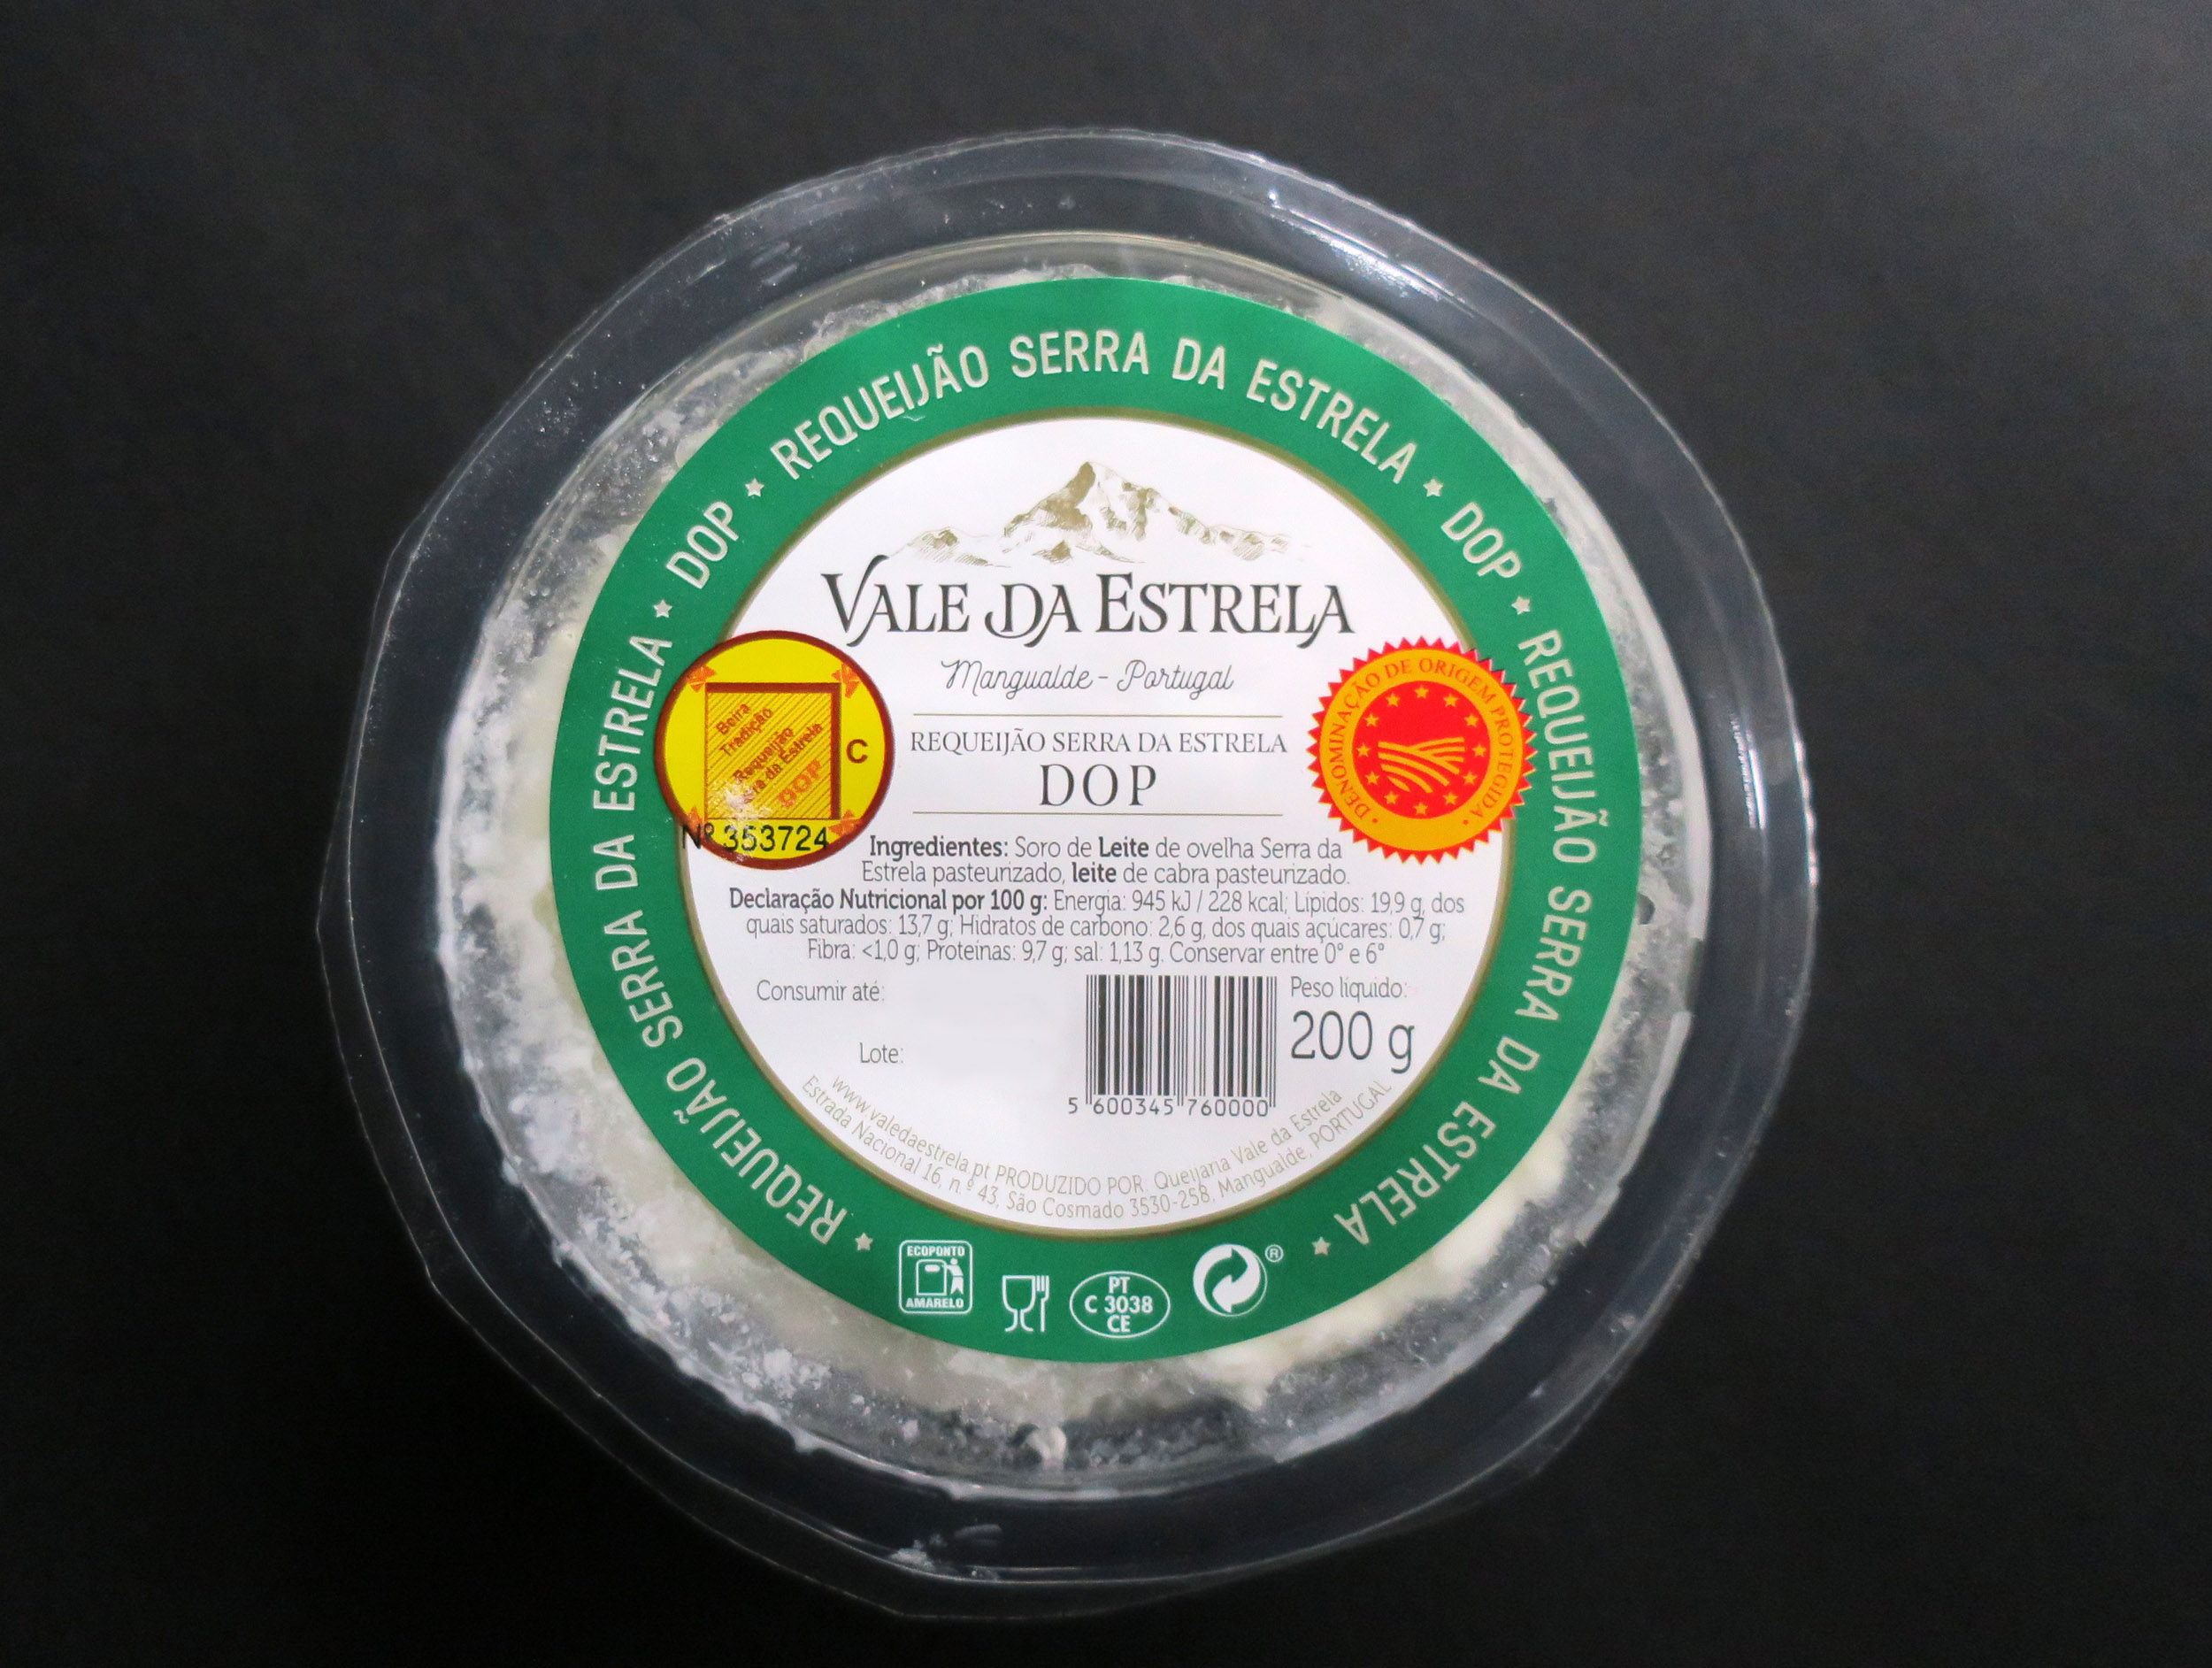 REQUEIJÃO SERRA DA ESTRELA * DOP * REQUEIJÃO SERRA DA ESTRELA * REQUEIJÃO SERRA DA ESTRELA * DOP *
VALE DA ESTRELA
Mangualde - Portugal
REQUEIJÃO SERRA DA ESTRELA
DOP
Beira
Tradição
Requeijão
da Estrela
DOP
C
Nº 353724
DENOMINAÇÃO DE ORIGEM PROTEGIDA
Ingredientes: Soro de Leite de ovelha Serra da
Estrela pasteurizado, leite de cabra pasteurizado.
Declaração Nutricional por 100 g: Energia: 945 kJ / 228 kcal; Lípidos: 19,9 g, dos
quais saturados: 13,7 g; Hidratos de carbono: 2,6 g, dos quais açúcares: 0,7 g;
Fibra: <1,0 g; Proteínas: 9,7 g; sal: 1,13 g. Conservar entre 0° e 6°
Consumir até:
Lote:
Peso líquido:
200 g
5 600345 760000
www.valedaestrela.pt PRODUZIDO POR Queijaria Vale da Estrela
Estrada Nacional 16, n.º 43, São Cosmado 3530-258, Mangualde, PORTUGAL
ECOPONTO
AMARELO
PT
C 3038
CE
®